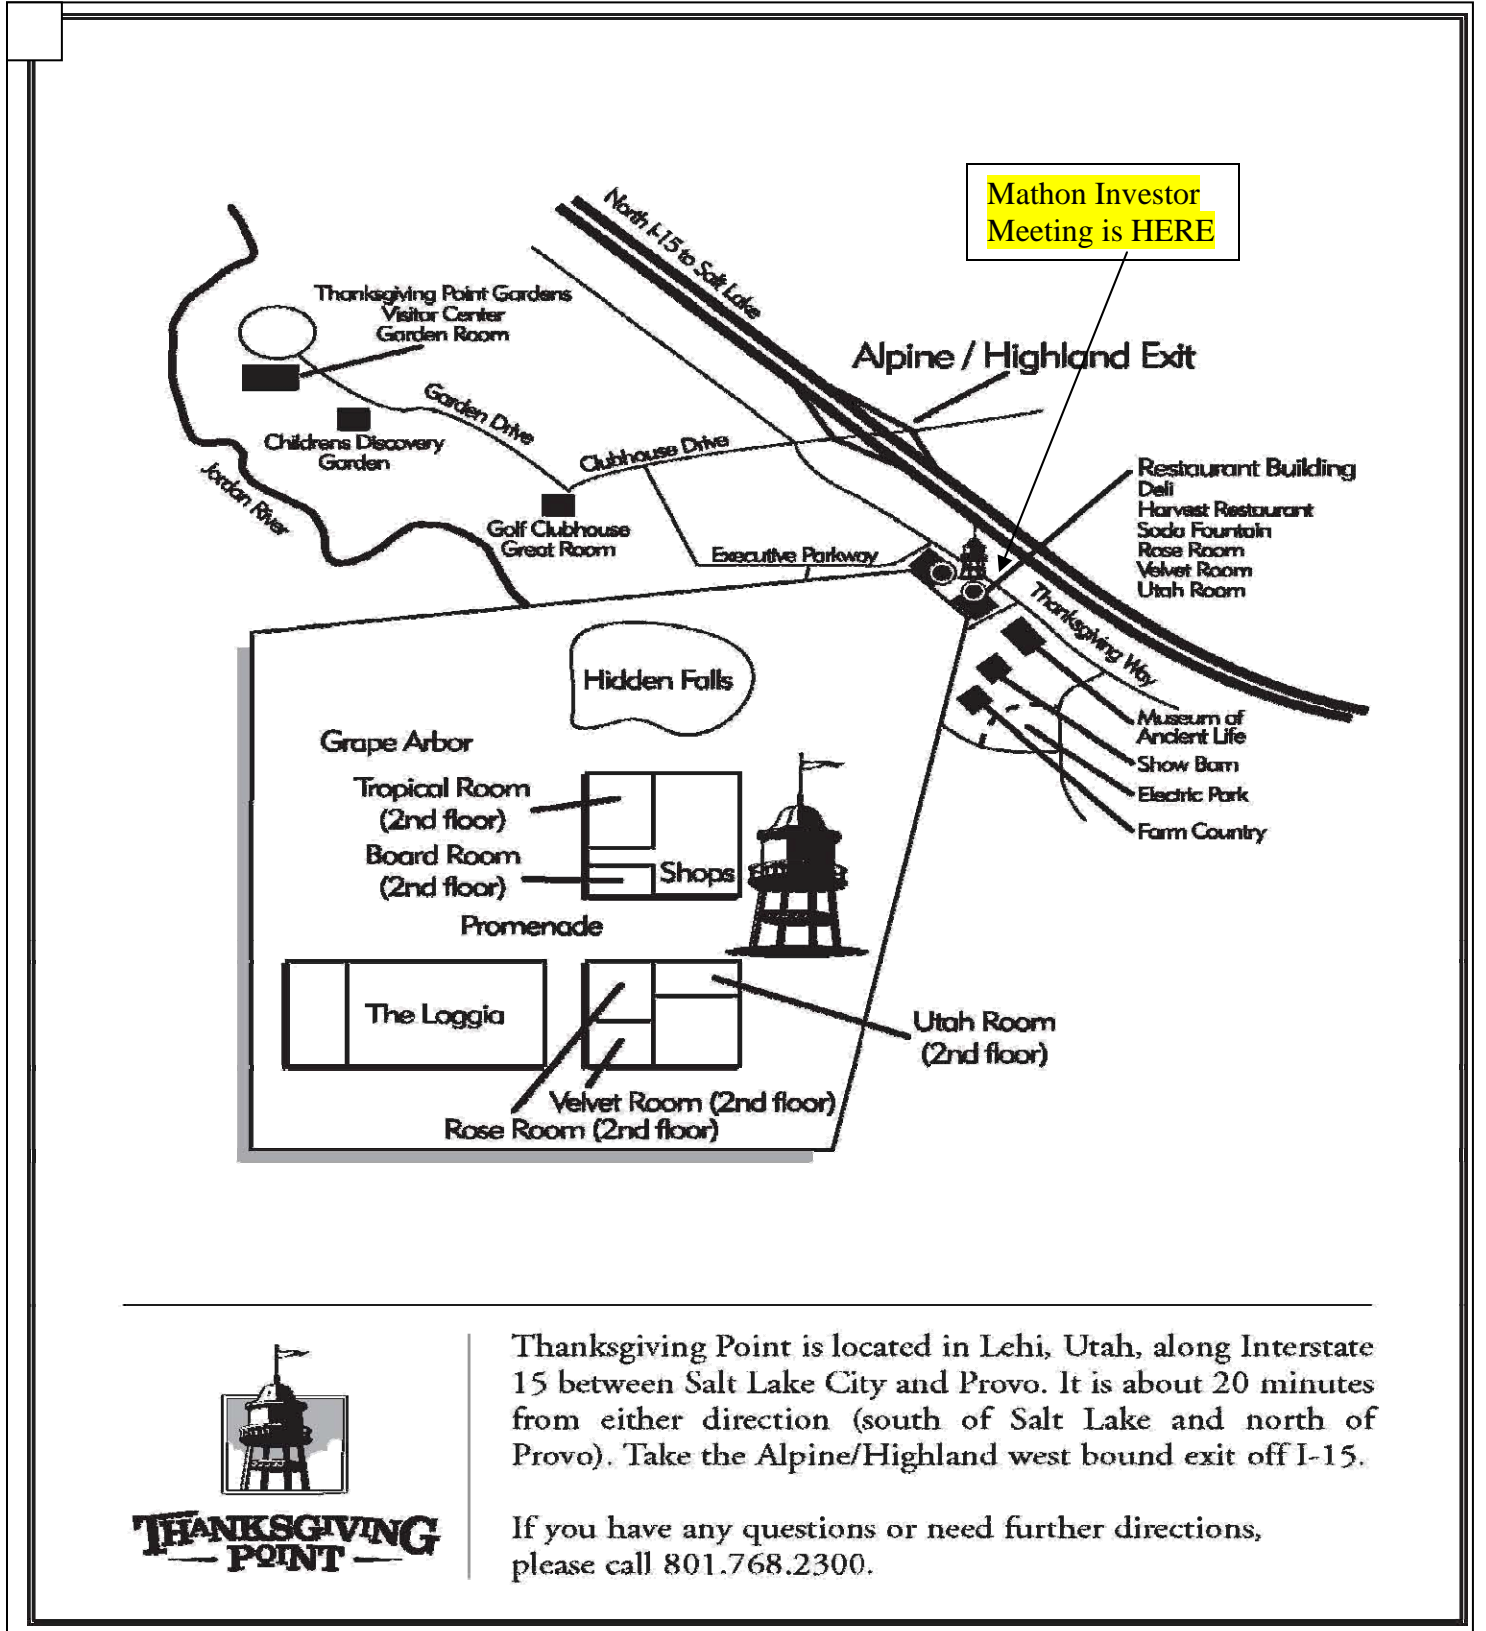 Mathon Investor
Meeting is HERE
North I-15 to Salt Lake
Thanksgiving Point Gardens
Visitor Center
Garden Room
Alpine / Highland Exit
Garden Drive
Clubhouse Drive
Childrens Discovery
Garden
Jordan River
Golf Clubhouse
Great Room
Executive Parkway
Restaurant Building
Deli
Harvest Restaurant
Soda Fountain
Rose Room
Velvet Room
Utah Room
Thanksgiving Way
Hidden Falls
Museum of
Ancient Life
Show Barn
Electric Park
Farm Country
Grape Arbor
Tropical Room
(2nd floor)
Board Room
(2nd floor)
Shops
Promenade
The Loggia
Utah Room
(2nd floor)
Velvet Room (2nd floor)
Rose Room (2nd floor)
Thanksgiving Point is located in Lehi, Utah, along Interstate
15 between Salt Lake City and Provo. It is about 20 minutes
from either direction (south of Salt Lake and north of
Provo). Take the Alpine/Highland west bound exit off I-15.
If you have any questions or need further directions,
please call 801.768.2300.
THANKSGIVING
POINT